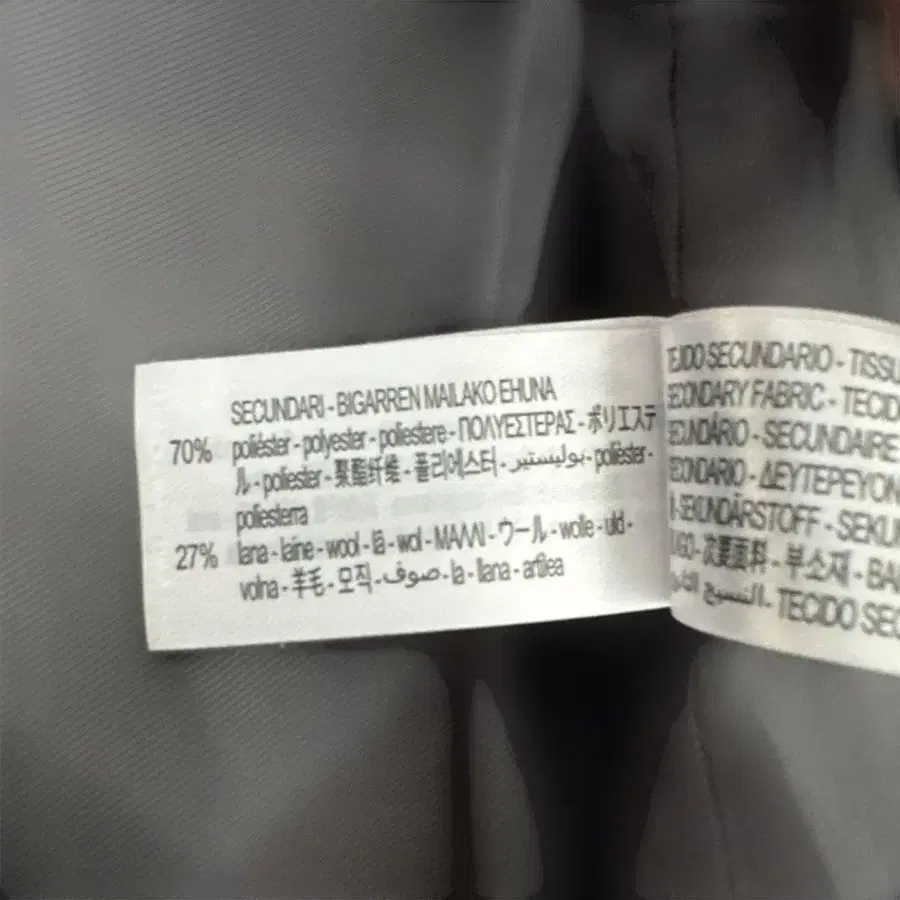 SECUNDARI - BIGARREN MAILAKO EHUNA
70% poliéster - polyester - poliestere - ΠΟΛΥΕΣΤΕΡΑΣ - ポリエステ
ル - poliester - 聚酯纤维 - 폴리에스터 - بوليستير - polièster -
poliesterra
27% lana - laine - wool - lã - wol - ΜΑΛΛΙ - ウール - wolle - uld -
volna - 羊毛 - 모직 - صوف - la - llana - artilea
TEJIDO SECUNDARIO - TISSU
SECONDARY FABRIC - TECID
SECUNDÁRIO - SECUNDAIRE
SECONDARIO - ΔΕΥΤΕΡΕΥΟΝ
SEKUNDÄRSTOFF - SEKU
次要面料 - 부소재 - BA
النسيج - TECIDO SEC